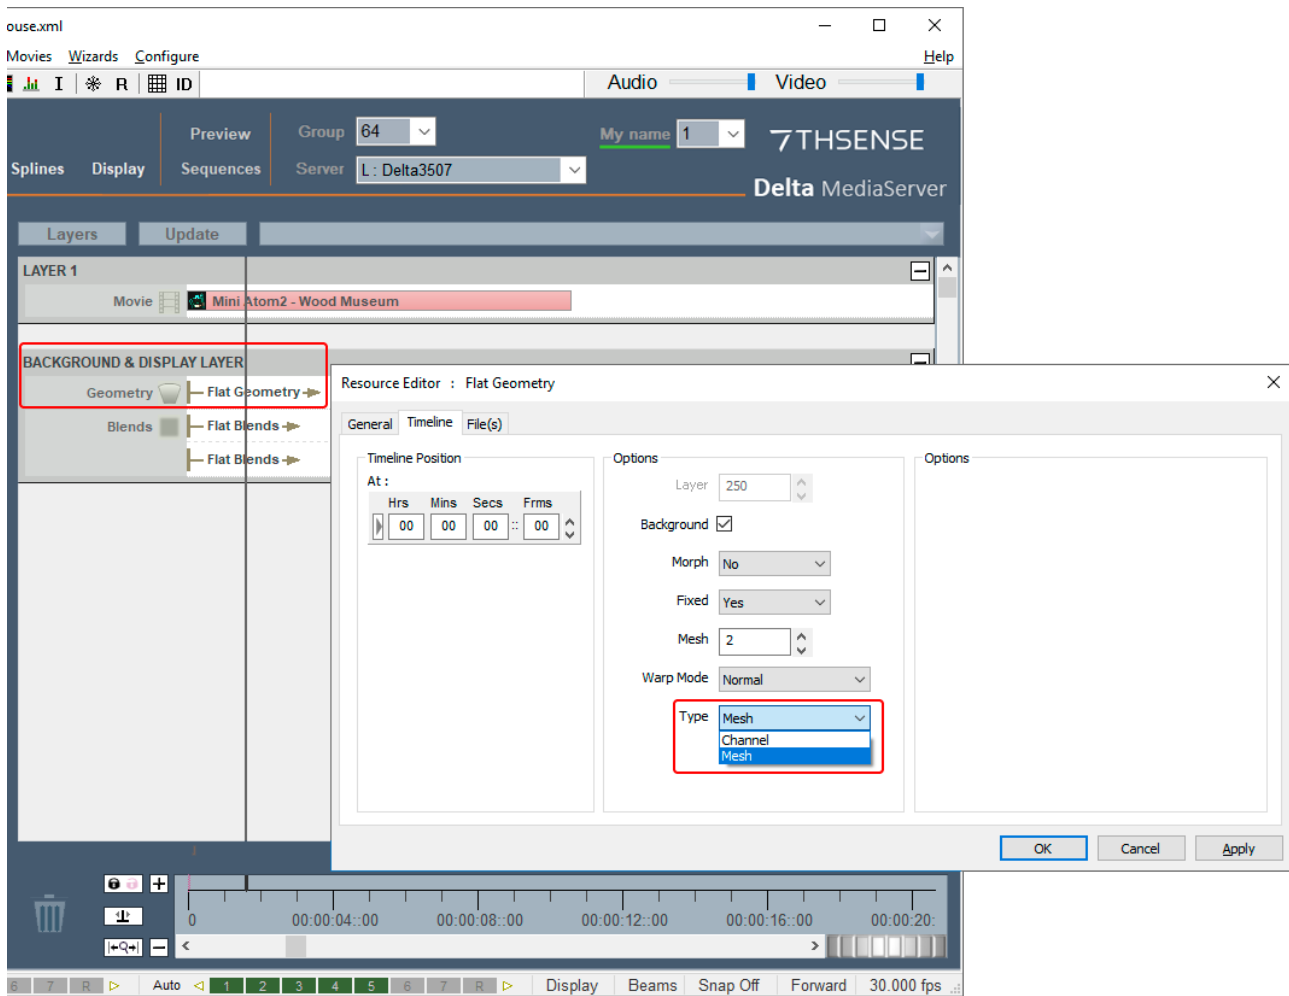 ouse.xml
Movies Wizards Configure Help
I R ID Audio Video
Preview Group 64 My name 1 7THSENSE
Splines Display Sequences Server L : Delta3507
Delta MediaServer
Layers Update
LAYER 1
Movie Mini Atom2 - Wood Museum
BACKGROUND & DISPLAY LAYER
Geometry Flat Geometry
Blends Flat Blends
Flat Blends
Resource Editor : Flat Geometry
General Timeline File(s)
Timeline Position
At :
Hrs Mins Secs Frms
00 00 00 :: 00
Options
Layer 250
Background
Morph No
Fixed Yes
Mesh 2
Warp Mode Normal
Type Mesh
Channel
Mesh
Options
OK Cancel Apply
0 00:00:04::00 00:00:08::00 00:00:12::00 00:00:16::00 00:00:20:
6 7 R Auto 1 2 3 4 5 6 7 R Display Beams Snap Off Forward 30.000 fps